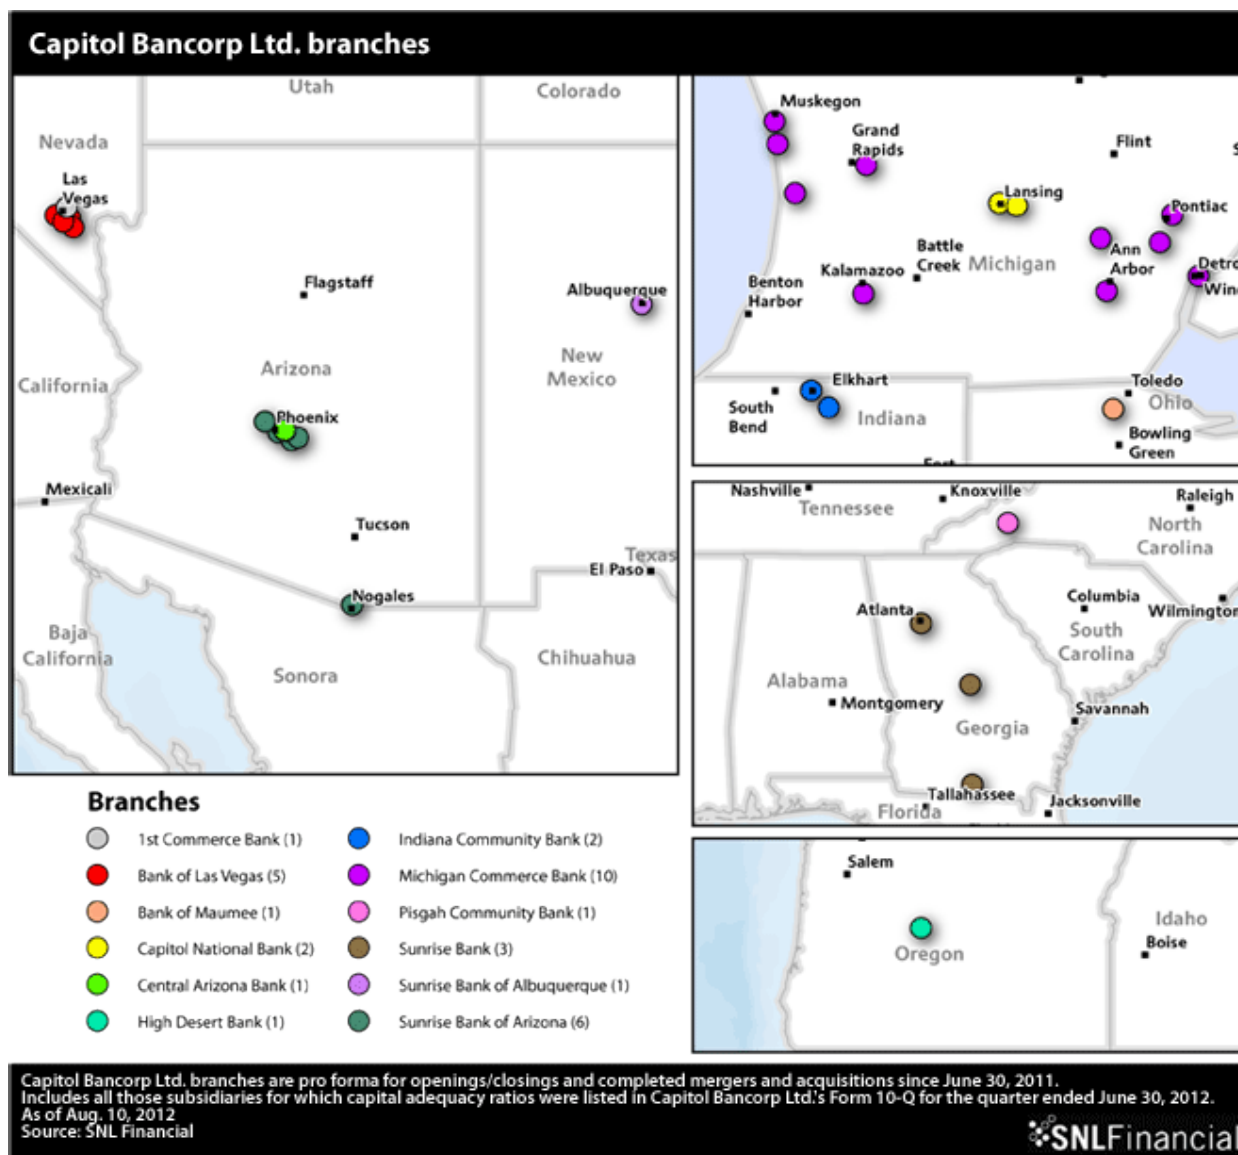 Capitol Bancorp Ltd. branches
Utah
Colorado
Nevada
Las
Vegas
Flagstaff
Albuquerque
Arizona
New
Mexico
California
Phoenix
Mexicali
Tucson
Texas
El Paso
Nogales
Baja
California
Sonora
Chihuahua
Muskegon
Grand
Rapids
Flint
S
Lansing
Pontiac
Ann
Arbor
Battle
Creek
Michigan
Kalamazoo
Detro
Win
Benton
Harbor
Elkhart
Toledo
Ohio
South
Bend
Indiana
Bowling
Green
Nashville
Knoxville
Raleigh
Tennessee
North
Carolina
Atlanta
Columbia
Wilmington
South
Carolina
Alabama
Montgomery
Savannah
Georgia
Tallahassee
Jacksonville
Florida
Salem
Idaho
Boise
Oregon
Branches
1st Commerce Bank (1)
Bank of Las Vegas (5)
Bank of Maumee (1)
Capitol National Bank (2)
Central Arizona Bank (1)
High Desert Bank (1)
Indiana Community Bank (2)
Michigan Commerce Bank (10)
Pisgah Community Bank (1)
Sunrise Bank (3)
Sunrise Bank of Albuquerque (1)
Sunrise Bank of Arizona (6)
Capitol Bancorp Ltd. branches are pro forma for openings/closings and completed mergers and acquisitions since June 30, 2011.
Includes all those subsidiaries for which capital adequacy ratios were listed in Capitol Bancorp Ltd.'s Form 10-Q for the quarter ended June 30, 2012.
As of Aug. 10, 2012
Source: SNL Financial
SNLFinancial